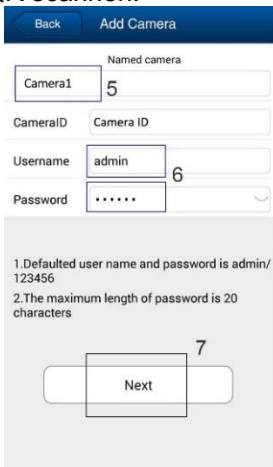 Back Add Camera
Named camera
Camera1 5
CameraID Camera ID
Username admin 6
Password ••••••
1.Defaulted user name and password is admin/
123456
2.The maximum length of password is 20
characters
7
Next